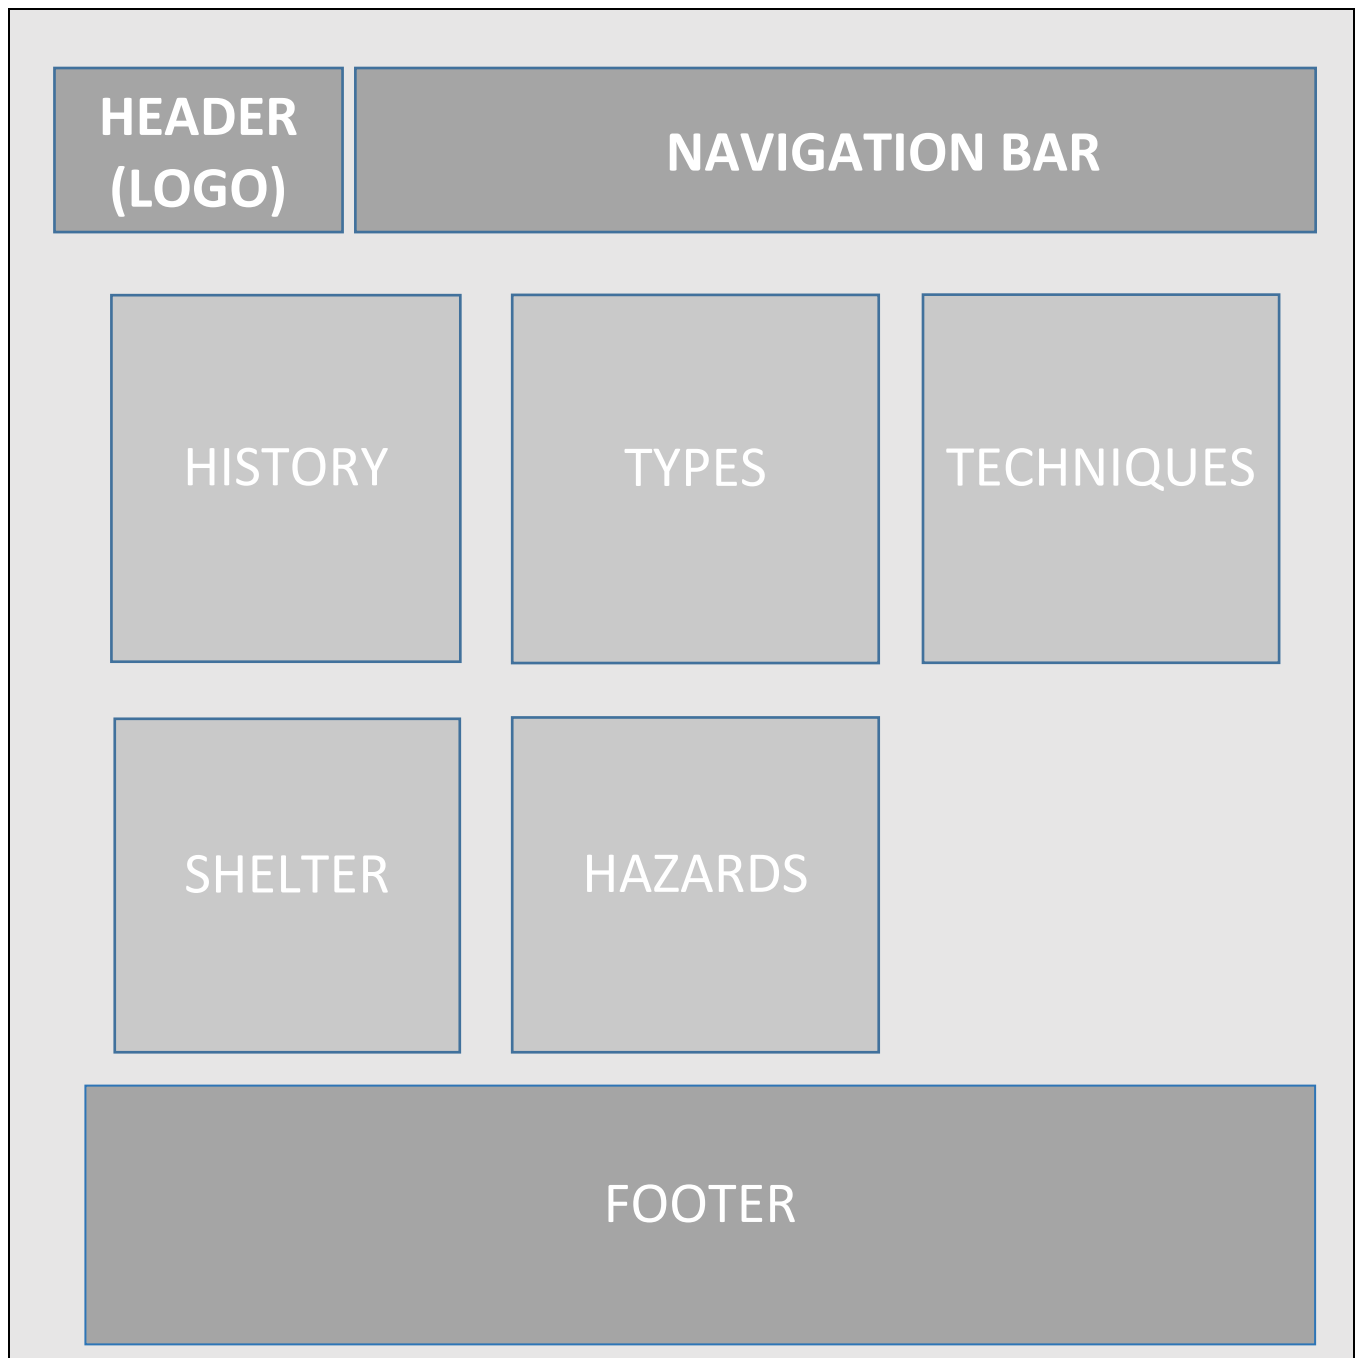 HEADER
(LOGO)
NAVIGATION BAR
HISTORY
TYPES
TECHNIQUES
SHELTER
HAZARDS
FOOTER